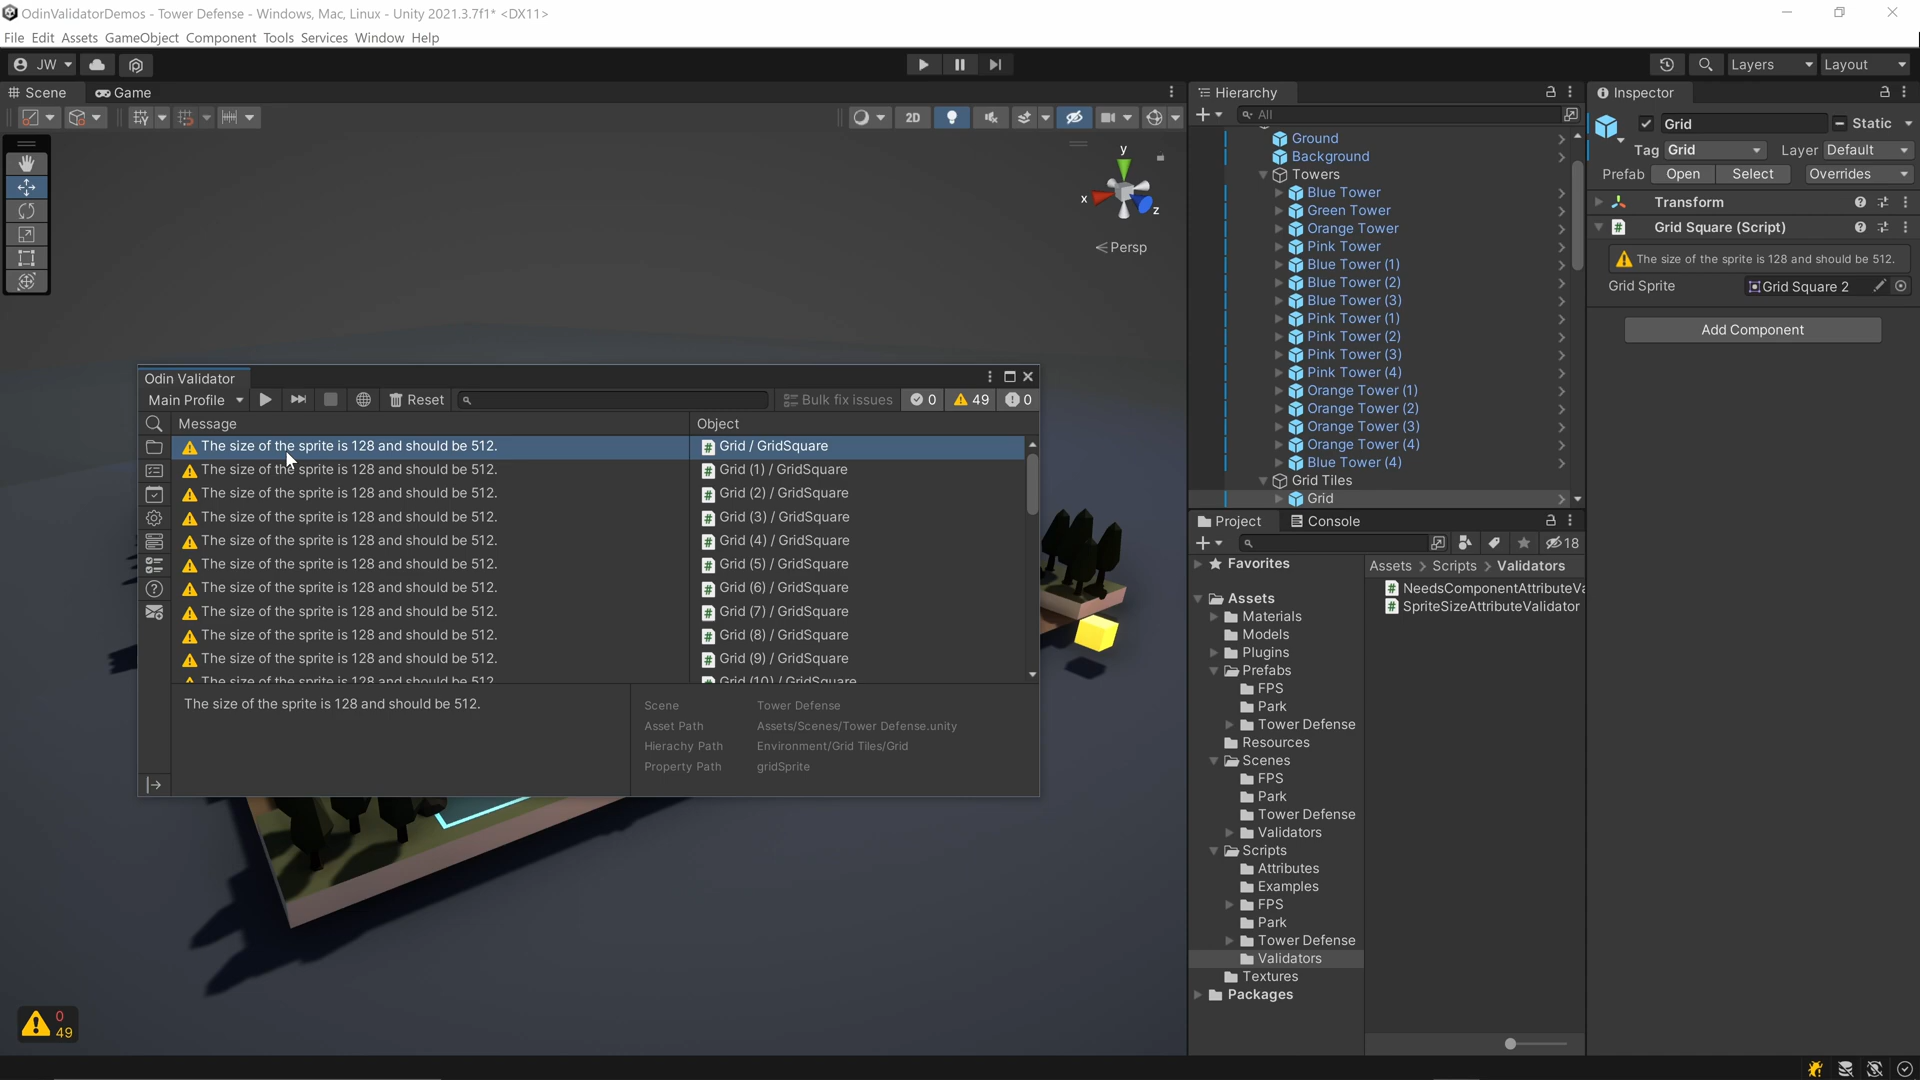 OdinValidatorDemos - Tower Defense - Windows, Mac, Linux - Unity 2021.3.7f1* <DX11>
File Edit Assets GameObject Component Tools Services Window Help
JW
Layers
Layout
Scene
Game
2D
y
x
z
Persp
Hierarchy
All
Ground
Background
Towers
Blue Tower
Green Tower
Orange Tower
Pink Tower
Blue Tower (1)
Blue Tower (2)
Blue Tower (3)
Pink Tower (1)
Pink Tower (2)
Pink Tower (3)
Pink Tower (4)
Orange Tower (1)
Orange Tower (2)
Orange Tower (3)
Orange Tower (4)
Blue Tower (4)
Grid Tiles
Grid
Inspector
Grid
Static
Tag Grid
Layer Default
Prefab Open Select Overrides
Transform
Grid Square (Script)
The size of the sprite is 128 and should be 512.
Grid Sprite
Grid Square 2
Add Component
Odin Validator
Main Profile
Reset
Bulk fix issues
0
49
0
Message
Object
The size of the sprite is 128 and should be 512.
Grid / GridSquare
The size of the sprite is 128 and should be 512.
Grid (1) / GridSquare
The size of the sprite is 128 and should be 512.
Grid (2) / GridSquare
The size of the sprite is 128 and should be 512.
Grid (3) / GridSquare
The size of the sprite is 128 and should be 512.
Grid (4) / GridSquare
The size of the sprite is 128 and should be 512.
Grid (5) / GridSquare
The size of the sprite is 128 and should be 512.
Grid (6) / GridSquare
The size of the sprite is 128 and should be 512.
Grid (7) / GridSquare
The size of the sprite is 128 and should be 512.
Grid (8) / GridSquare
The size of the sprite is 128 and should be 512.
Grid (9) / GridSquare
The size of the sprite is 128 and should be 512.
Grid (10) / GridSquare
The size of the sprite is 128 and should be 512.
Scene Tower Defense
Asset Path Assets/Scenes/Tower Defense.unity
Hierachy Path Environment/Grid Tiles/Grid
Property Path gridSprite
0
49
Project
Console
18
Favorites
Assets
Materials
Models
Plugins
Prefabs
FPS
Park
Tower Defense
Resources
Scenes
FPS
Park
Tower Defense
Validators
Scripts
Attributes
Examples
FPS
Park
Tower Defense
Validators
Textures
Packages
Assets > Scripts > Validators
NeedsComponentAttributeVa
SpriteSizeAttributeValidator